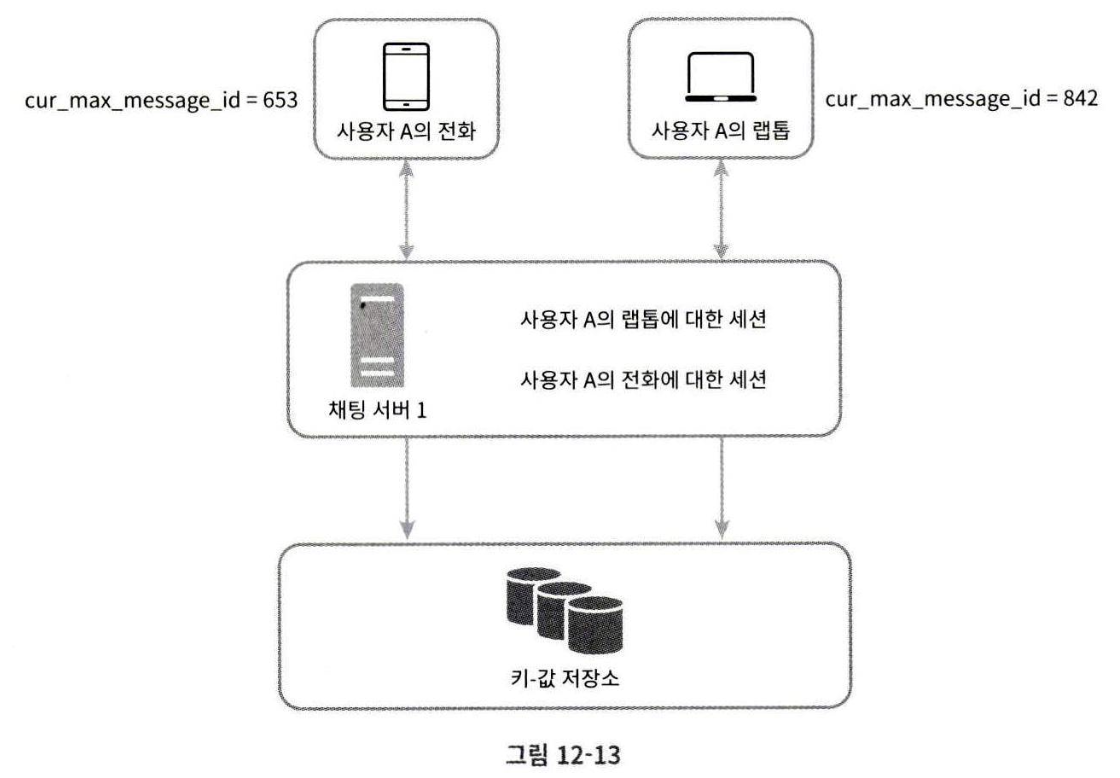 cur_max_message_id = 653
사용자 A의 전화
사용자 A의 랩톱
cur_max_message_id = 842
사용자 A의 랩톱에 대한 세션
사용자 A의 전화에 대한 세션
채팅 서버 1
키-값 저장소
그림 12-13